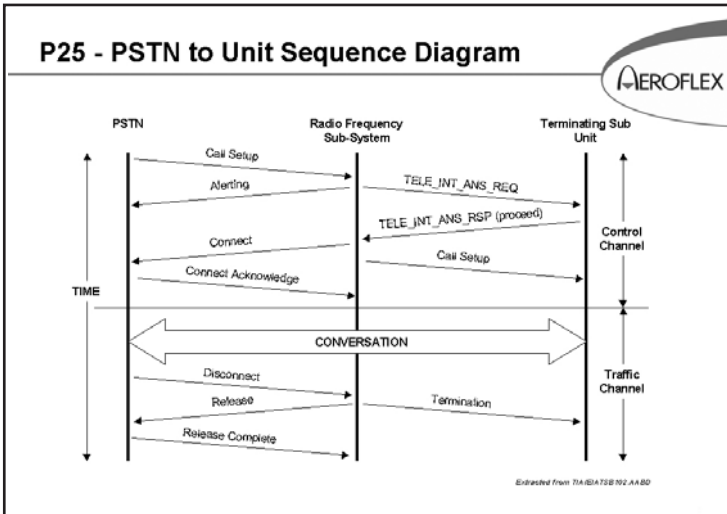 P25 - PSTN to Unit Sequence Diagram
AEROFLEX
PSTN
Radio Frequency
Sub-System
Terminating Sub
Unit
Call Setup
Alerting
TELE_INT_ANS_REQ
TELE_INT_ANS_RSP (proceed)
Connect
Call Setup
Connect Acknowledge
Control
Channel
TIME
CONVERSATION
Disconnect
Release
Termination
Release Complete
Traffic
Channel
Extracted from TIA/EIA TSB102.AABD